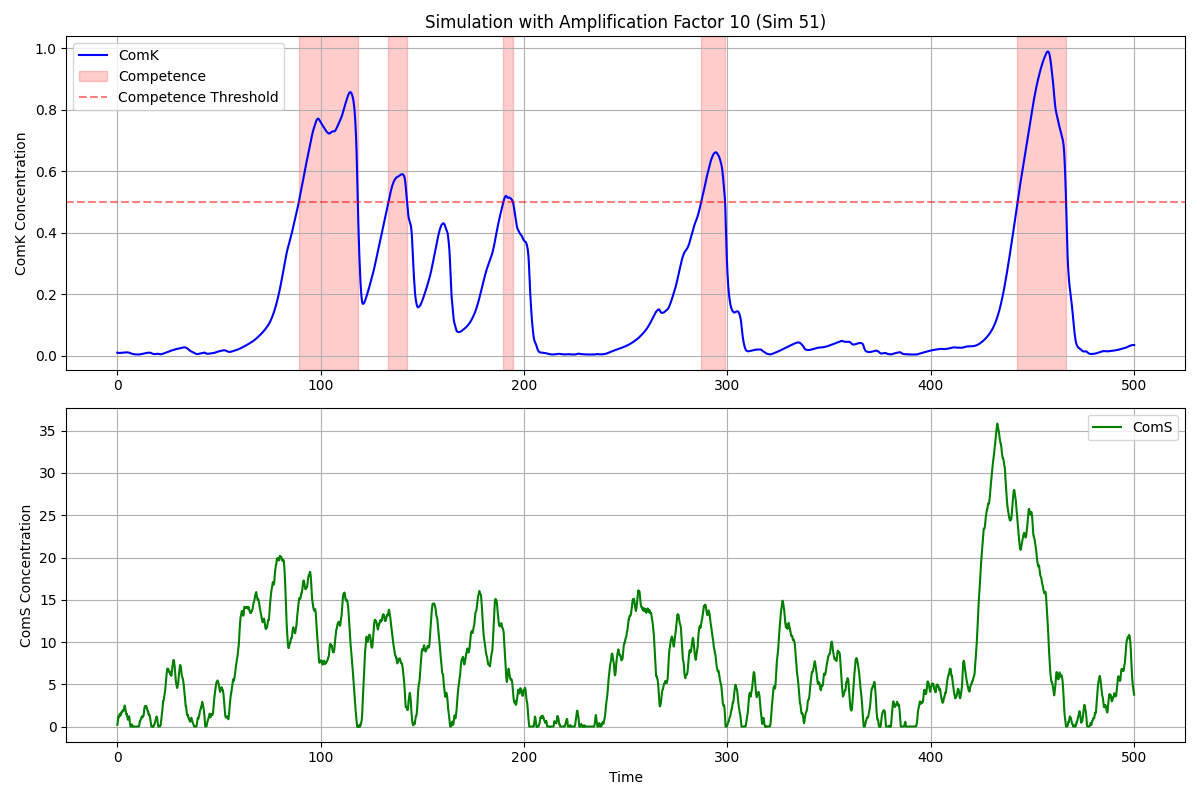 Simulation with Amplification Factor 10 (Sim 51)
ComK Concentration
1.0
0.8
0.6
0.4
0.2
0.0
ComK
Competence
Competence Threshold
0 100 200 300 400 500
ComS Concentration
35
30
25
20
15
10
5
0
ComS
0 100 200 300 400 500
Time